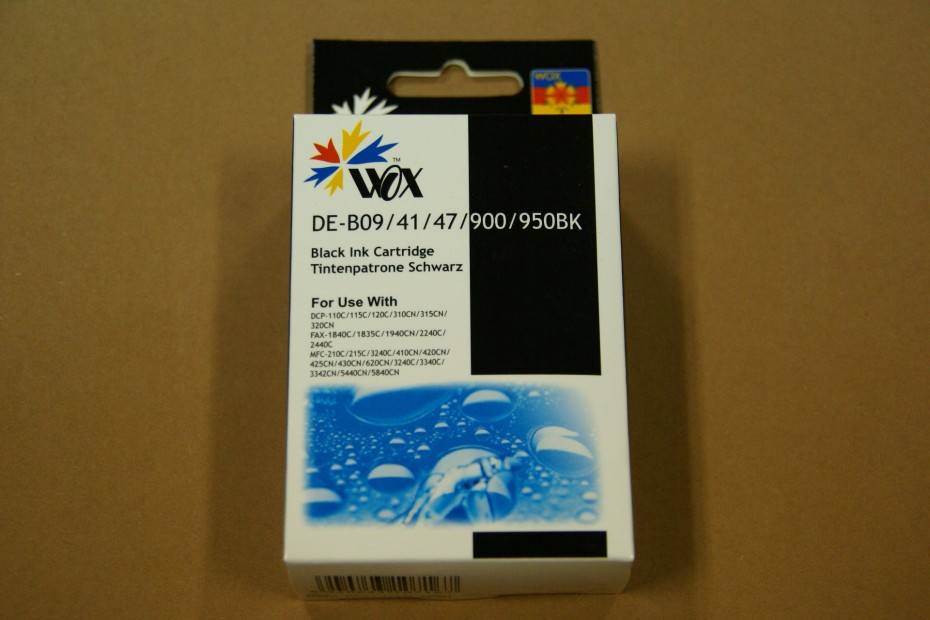 WOX
WOX
TM
DE-B09/41/47/900/950BK
Black Ink Cartridge
Tintenpatrone Schwarz
For Use With
DCP-110C/115C/120C/310CN/315CN/
320CN
FAX-1840C/1835C/1940CN/2240C/
2440C
MFC-210C/215C/3240C/410CN/420CN/
425CN/430CN/620CN/3240C/3340C/
3342CN/5440CN/5840CN